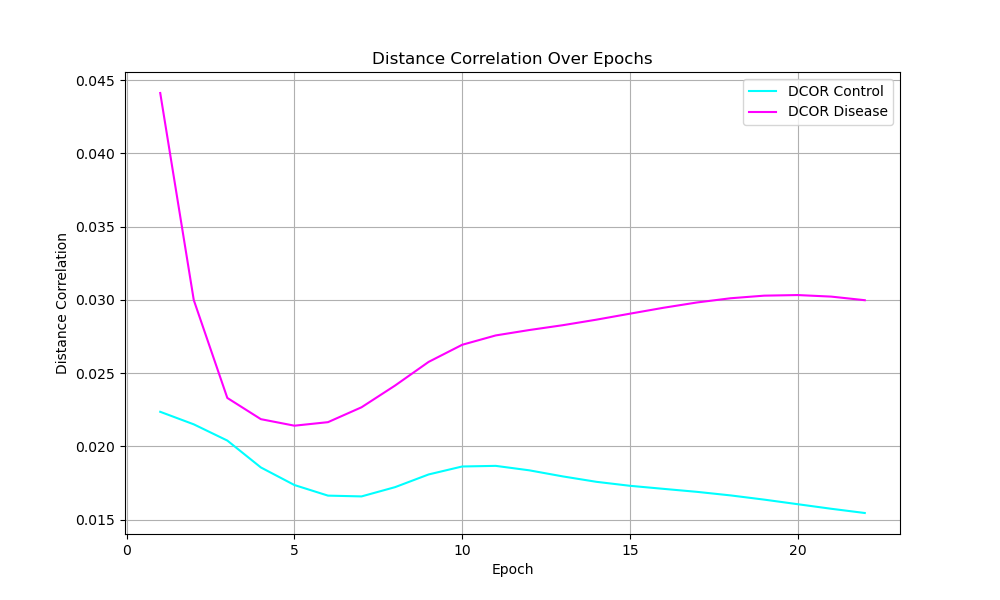 Distance Correlation Over Epochs
DCOR Control
DCOR Disease
Distance Correlation
0.045
0.040
0.035
0.030
0.025
0.020
0.015
0
5
10
15
20
Epoch